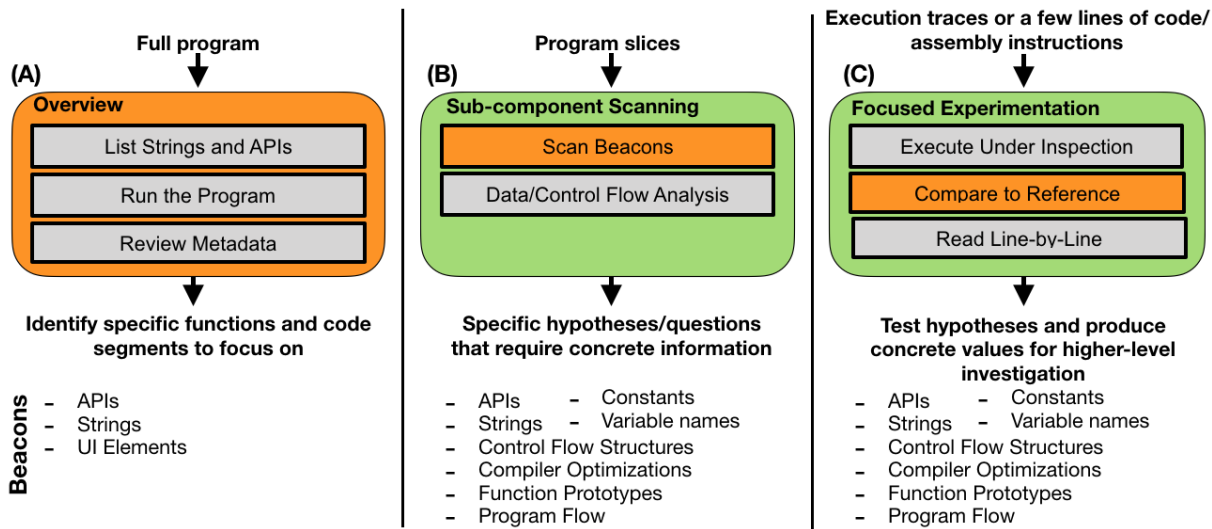 Full program
(A)
Overview
List Strings and APIs
Run the Program
Review Metadata
Identify specific functions and code
segments to focus on
Beacons
- APIs
- Strings
- UI Elements
Program slices
(B)
Sub-component Scanning
Scan Beacons
Data/Control Flow Analysis
Specific hypotheses/questions
that require concrete information
- APIs - Constants
- Strings - Variable names
- Control Flow Structures
- Compiler Optimizations
- Function Prototypes
- Program Flow
Execution traces or a few lines of code/
assembly instructions
(C)
Focused Experimentation
Execute Under Inspection
Compare to Reference
Read Line-by-Line
Test hypotheses and produce
concrete values for higher-level
investigation
- APIs - Constants
- Strings - Variable names
- Control Flow Structures
- Compiler Optimizations
- Function Prototypes
- Program Flow